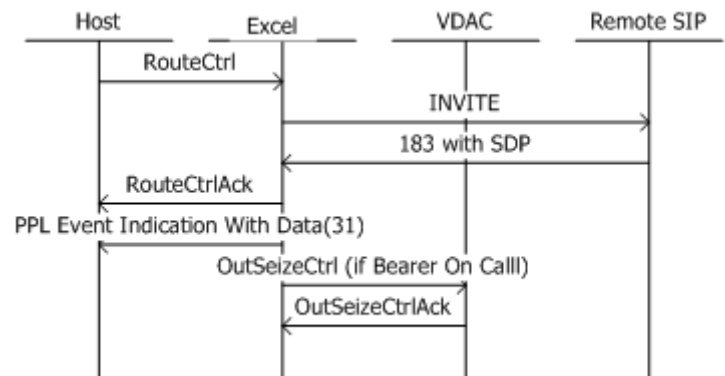 Host Excel VDAC Remote SIP
RouteCtrl
INVITE
183 with SDP
RouteCtrlAck
PPL Event Indication With Data(31)
OutSeizeCtrl (if Bearer On Calll)
OutSeizeCtrlAck